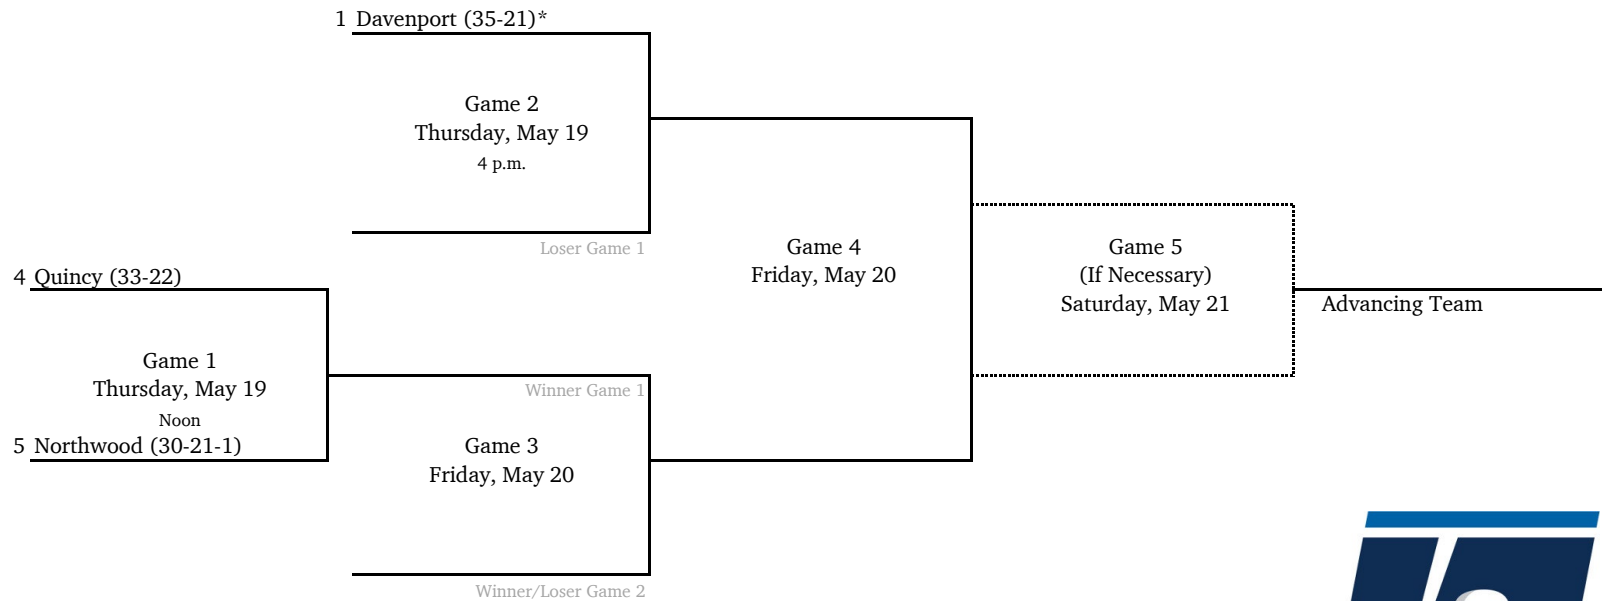 1 Davenport (35-21)*
Game 2
Thursday, May 19
4 p.m.
Loser Game 1
4 Quincy (33-22)
Game 1
Thursday, May 19
Noon
5 Northwood (30-21-1)
Winner Game 1
Game 3
Friday, May 20
Winner/Loser Game 2
Game 4
Friday, May 20
Game 5
(If Necessary)
Saturday, May 21
Advancing Team